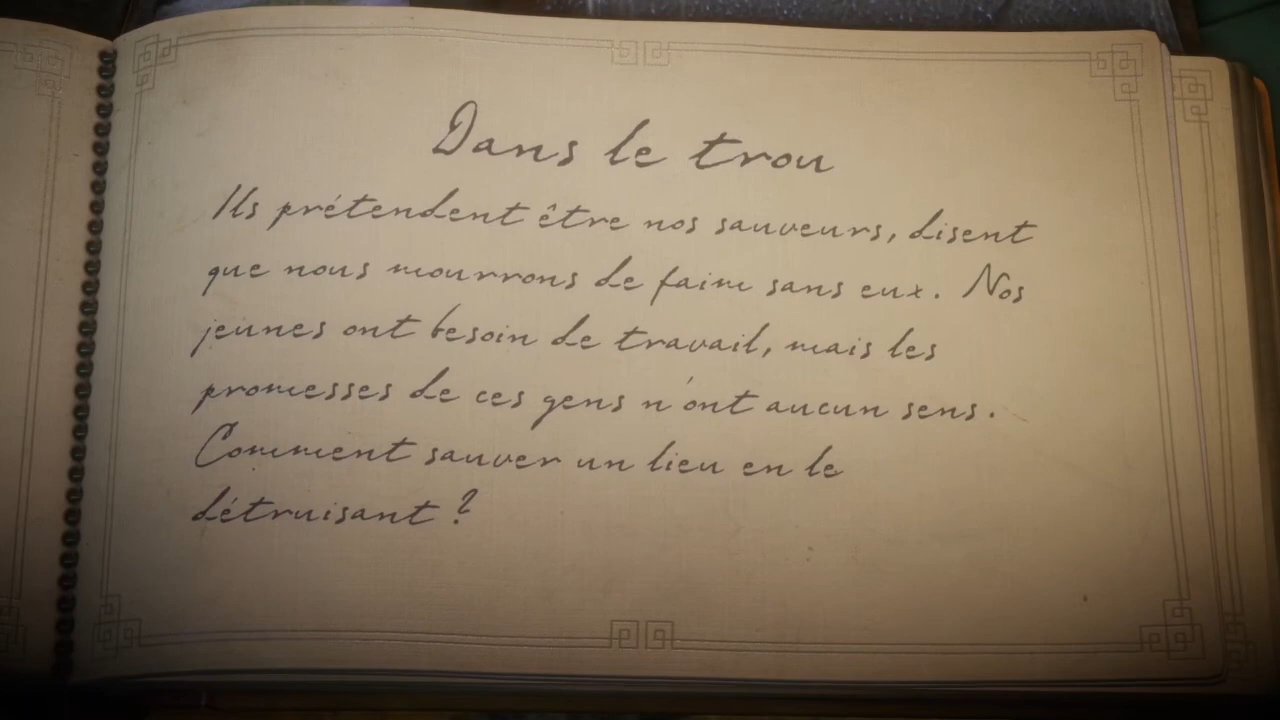 Dans le trou
Ils prétendent être nos sauveurs, disent
que nous mourrons de faim sans eux. Nos
jeunes ont besoin de travail, mais les
promesses de ces gens n'ont aucun sens.
Comment sauver un lieu en le
détruisant ?